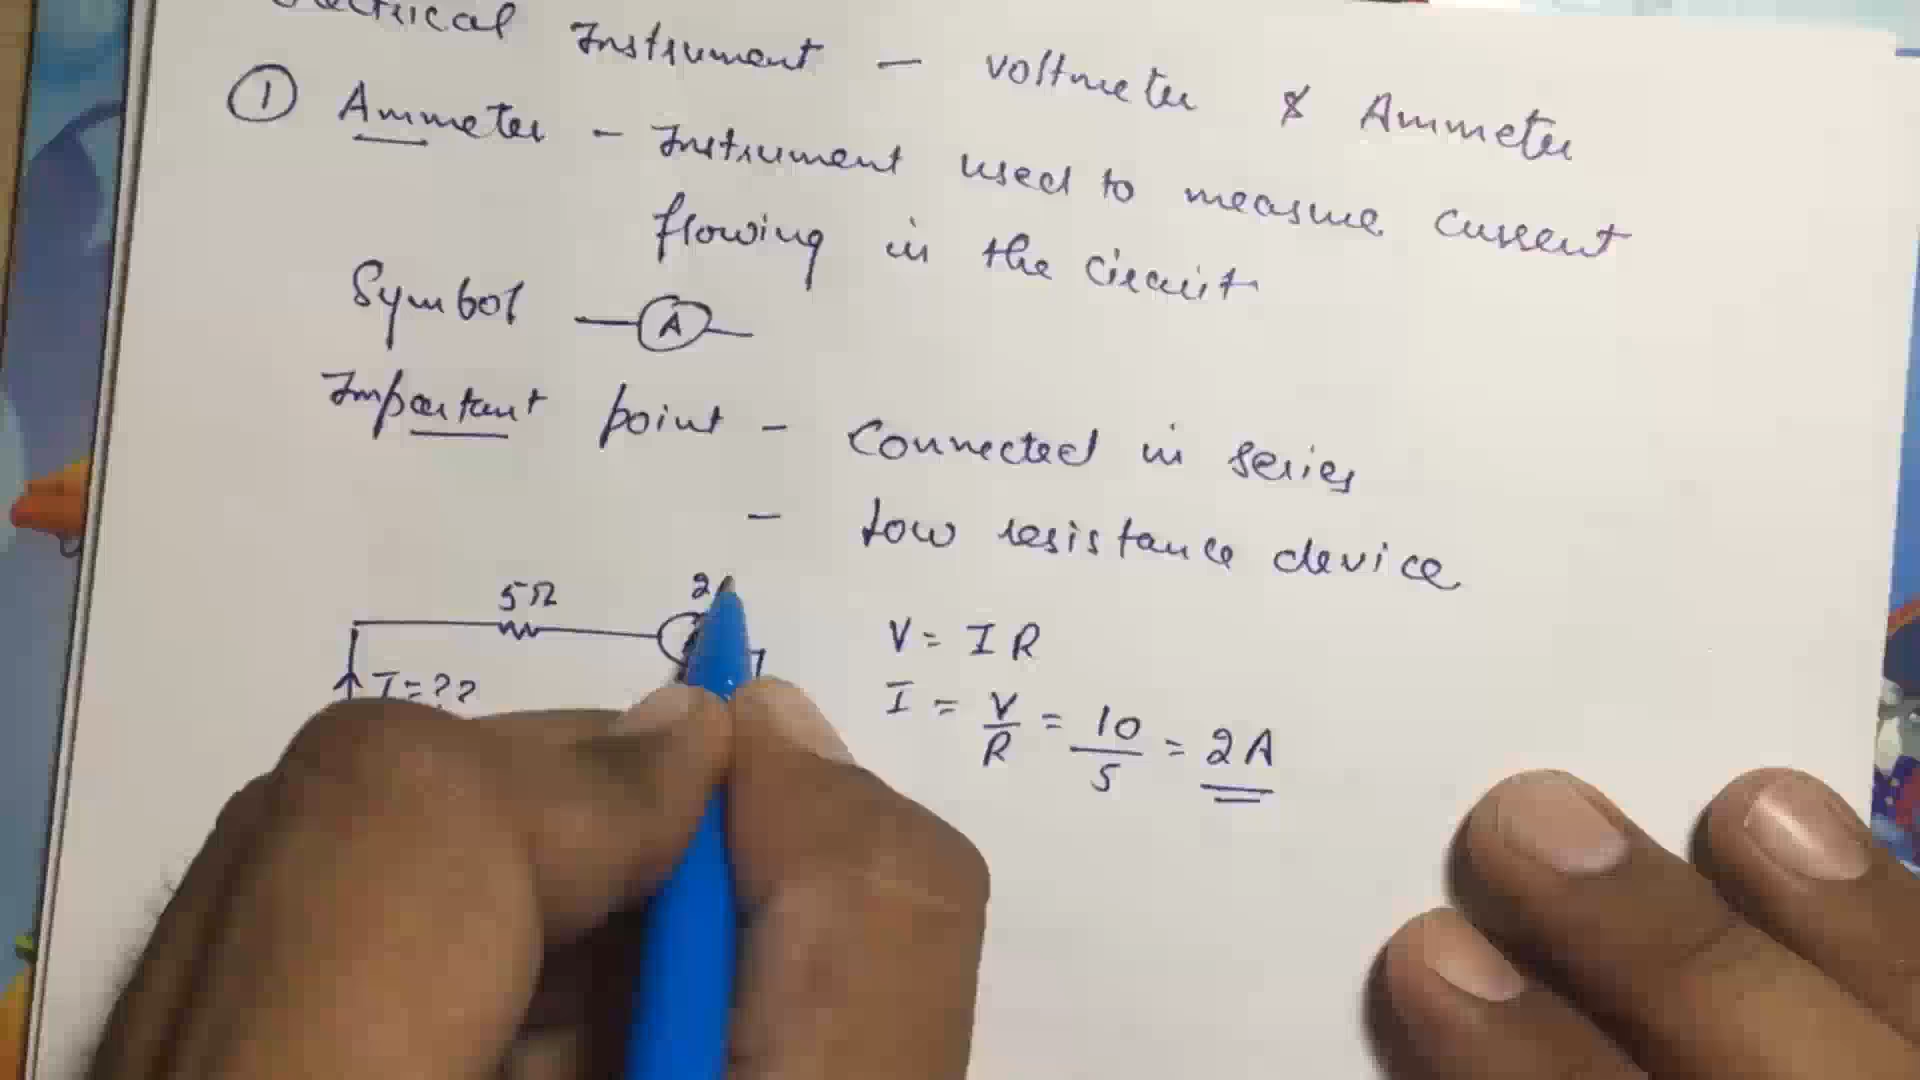 Instrument - Voltmeter & Ammeter
① Ammeter - Instrument used to measure current
flowing in the circuit
Symbol A
Important point - Connected in series
- Low resistance device
5Ω
I = ??
V = I R
I = V/R = 10/5 = 2A